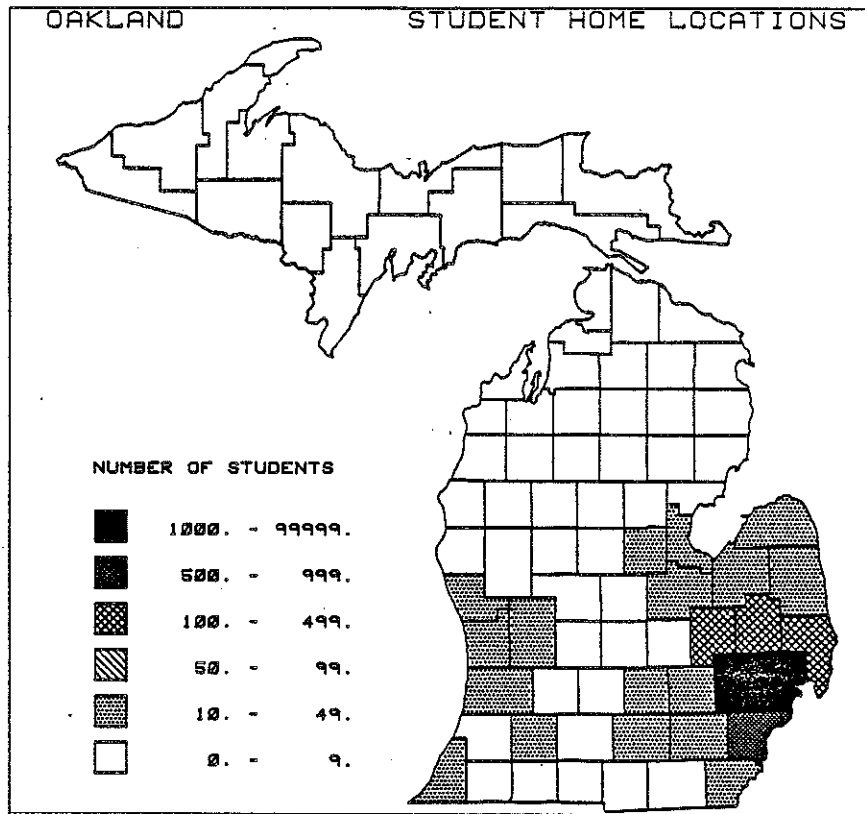 OAKLAND STUDENT HOME LOCATIONS
NUMBER OF STUDENTS
1000. - 99999.
500. - 999.
100. - 499.
50. - 99.
10. - 49.
0. - 9.